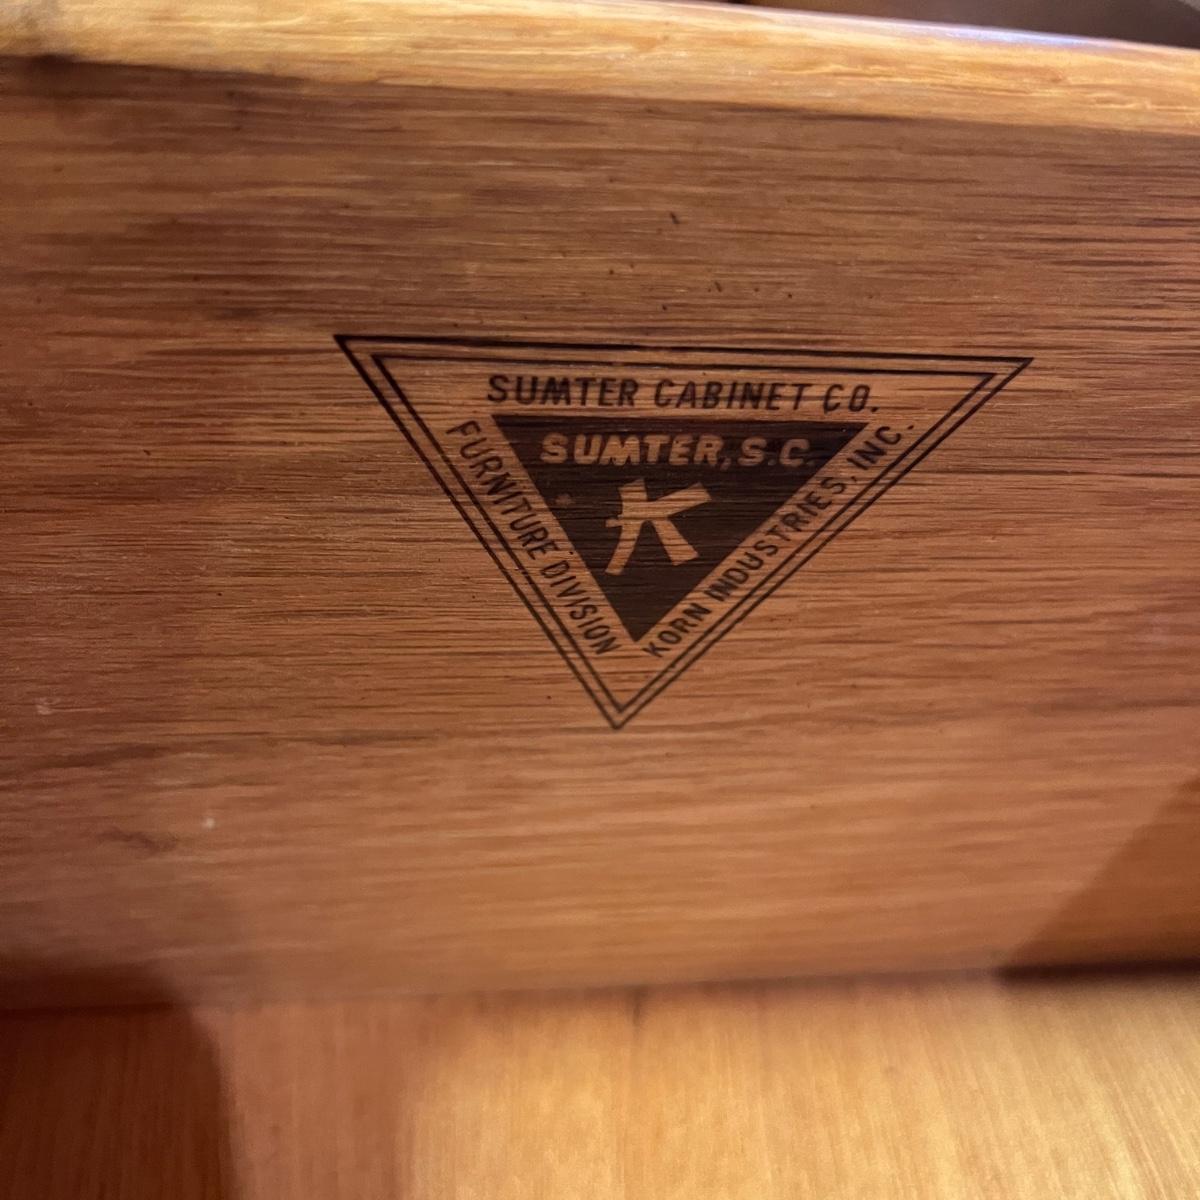 SUMTER CABINET CO.
SUMTER, S.C.
K
FURNITURE DIVISION
KORN INDUSTRIES, INC.